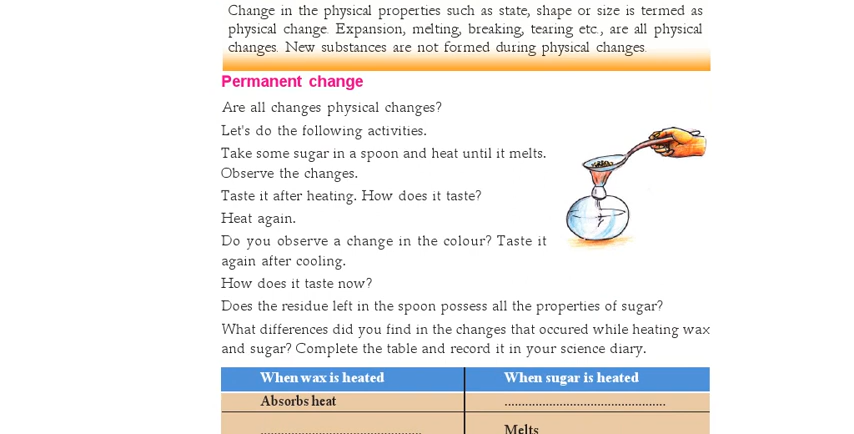 Change in the physical properties such as state, shape or size is termed as
physical change. Expansion, melting, breaking, tearing etc., are all physical
changes. New substances are not formed during physical changes.
Permanent change
Are all changes physical changes?
Let's do the following activities.
Take some sugar in a spoon and heat until it melts.
Observe the changes.
Taste it after heating. How does it taste?
Heat again.
Do you observe a change in the colour? Taste it
again after cooling.
How does it taste now?
Does the residue left in the spoon possess all the properties of sugar?
What differences did you find in the changes that occured while heating wax
and sugar? Complete the table and record it in your science diary.
When wax is heated When sugar is heated
Absorbs heat ................................................
................................................ Melts